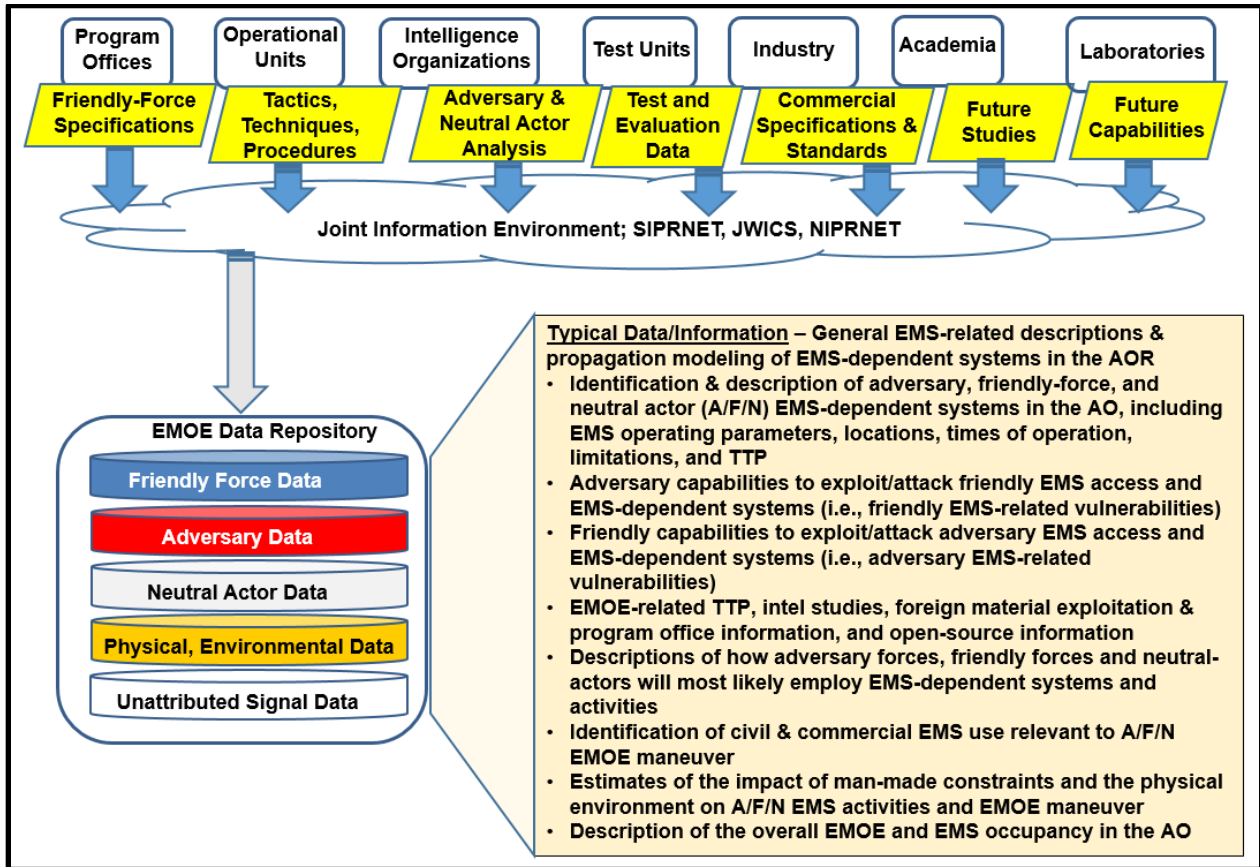 Program
Offices
Operational
Units
Intelligence
Organizations
Test Units
Industry
Academia
Laboratories
Friendly-Force
Specifications
Tactics,
Techniques,
Procedures
Adversary &
Neutral Actor
Analysis
Test and
Evaluation
Data
Commercial
Specifications &
Standards
Future
Studies
Future
Capabilities
Joint Information Environment; SIPRNET, JWICS, NIPRNET
EMOE Data Repository
Friendly Force Data
Adversary Data
Neutral Actor Data
Physical, Environmental Data
Unattributed Signal Data
Typical Data/Information – General EMS-related descriptions &
propagation modeling of EMS-dependent systems in the AOR
• Identification & description of adversary, friendly-force, and
neutral actor (A/F/N) EMS-dependent systems in the AO, including
EMS operating parameters, locations, times of operation,
limitations, and TTP
• Adversary capabilities to exploit/attack friendly EMS access and
EMS-dependent systems (i.e., friendly EMS-related vulnerabilities)
• Friendly capabilities to exploit/attack adversary EMS access and
EMS-dependent systems (i.e., adversary EMS-related
vulnerabilities)
• EMOE-related TTP, intel studies, foreign material exploitation &
program office information, and open-source information
• Descriptions of how adversary forces, friendly forces and neutral-
actors will most likely employ EMS-dependent systems and
activities
• Identification of civil & commercial EMS use relevant to A/F/N
EMOE maneuver
• Estimates of the impact of man-made constraints and the physical
environment on A/F/N EMS activities and EMOE maneuver
• Description of the overall EMOE and EMS occupancy in the AO